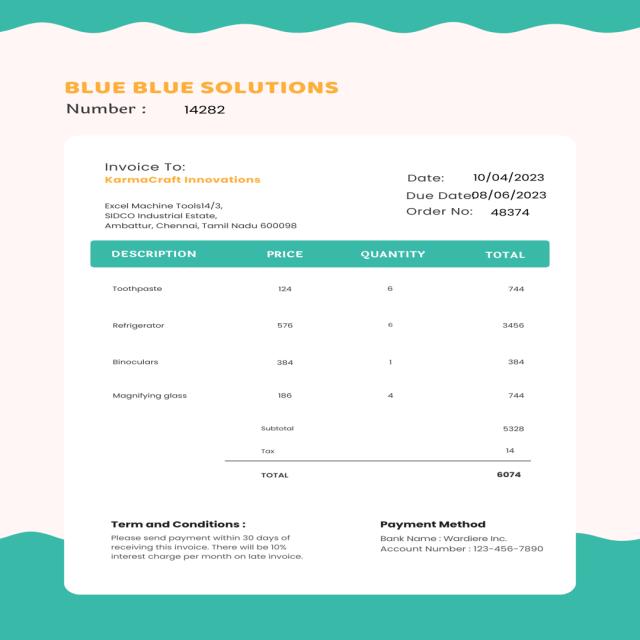 BLUE BLUE SOLUTIONS
Number : 14282
Invoice To:
KarmaCraft Innovations
Date: 10/04/2023
Due Date: 08/06/2023
Order No: 48374
Excel Machine Tools14/3,
SIDCO Industrial Estate,
Ambattur, Chennai, Tamil Nadu 600098
DESCRIPTION PRICE QUANTITY TOTAL
Toothpaste 124 6 744
Refrigerator 576 6 3456
Binoculars 384 1 384
Magnifying glass 186 4 744
Subtotal 5328
Tax 14
TOTAL 6074
Term and Conditions :
Please send payment within 30 days of
receiving this invoice. There will be 10%
interest charge per month on late invoice.
Payment Method
Bank Name : Wardiere Inc.
Account Number : 123-456-7890